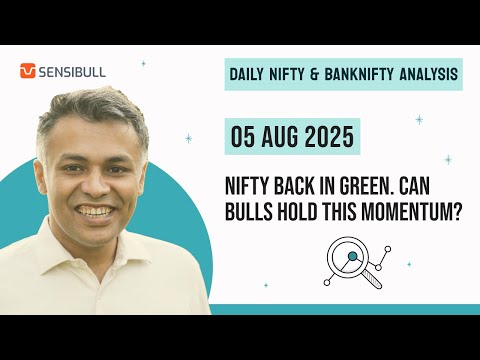 SENSIBULL
DAILY NIFTY & BANKNIFTY ANALYSIS
05 AUG 2025
NIFTY BACK IN GREEN. CAN
BULLS HOLD THIS MOMENTUM?